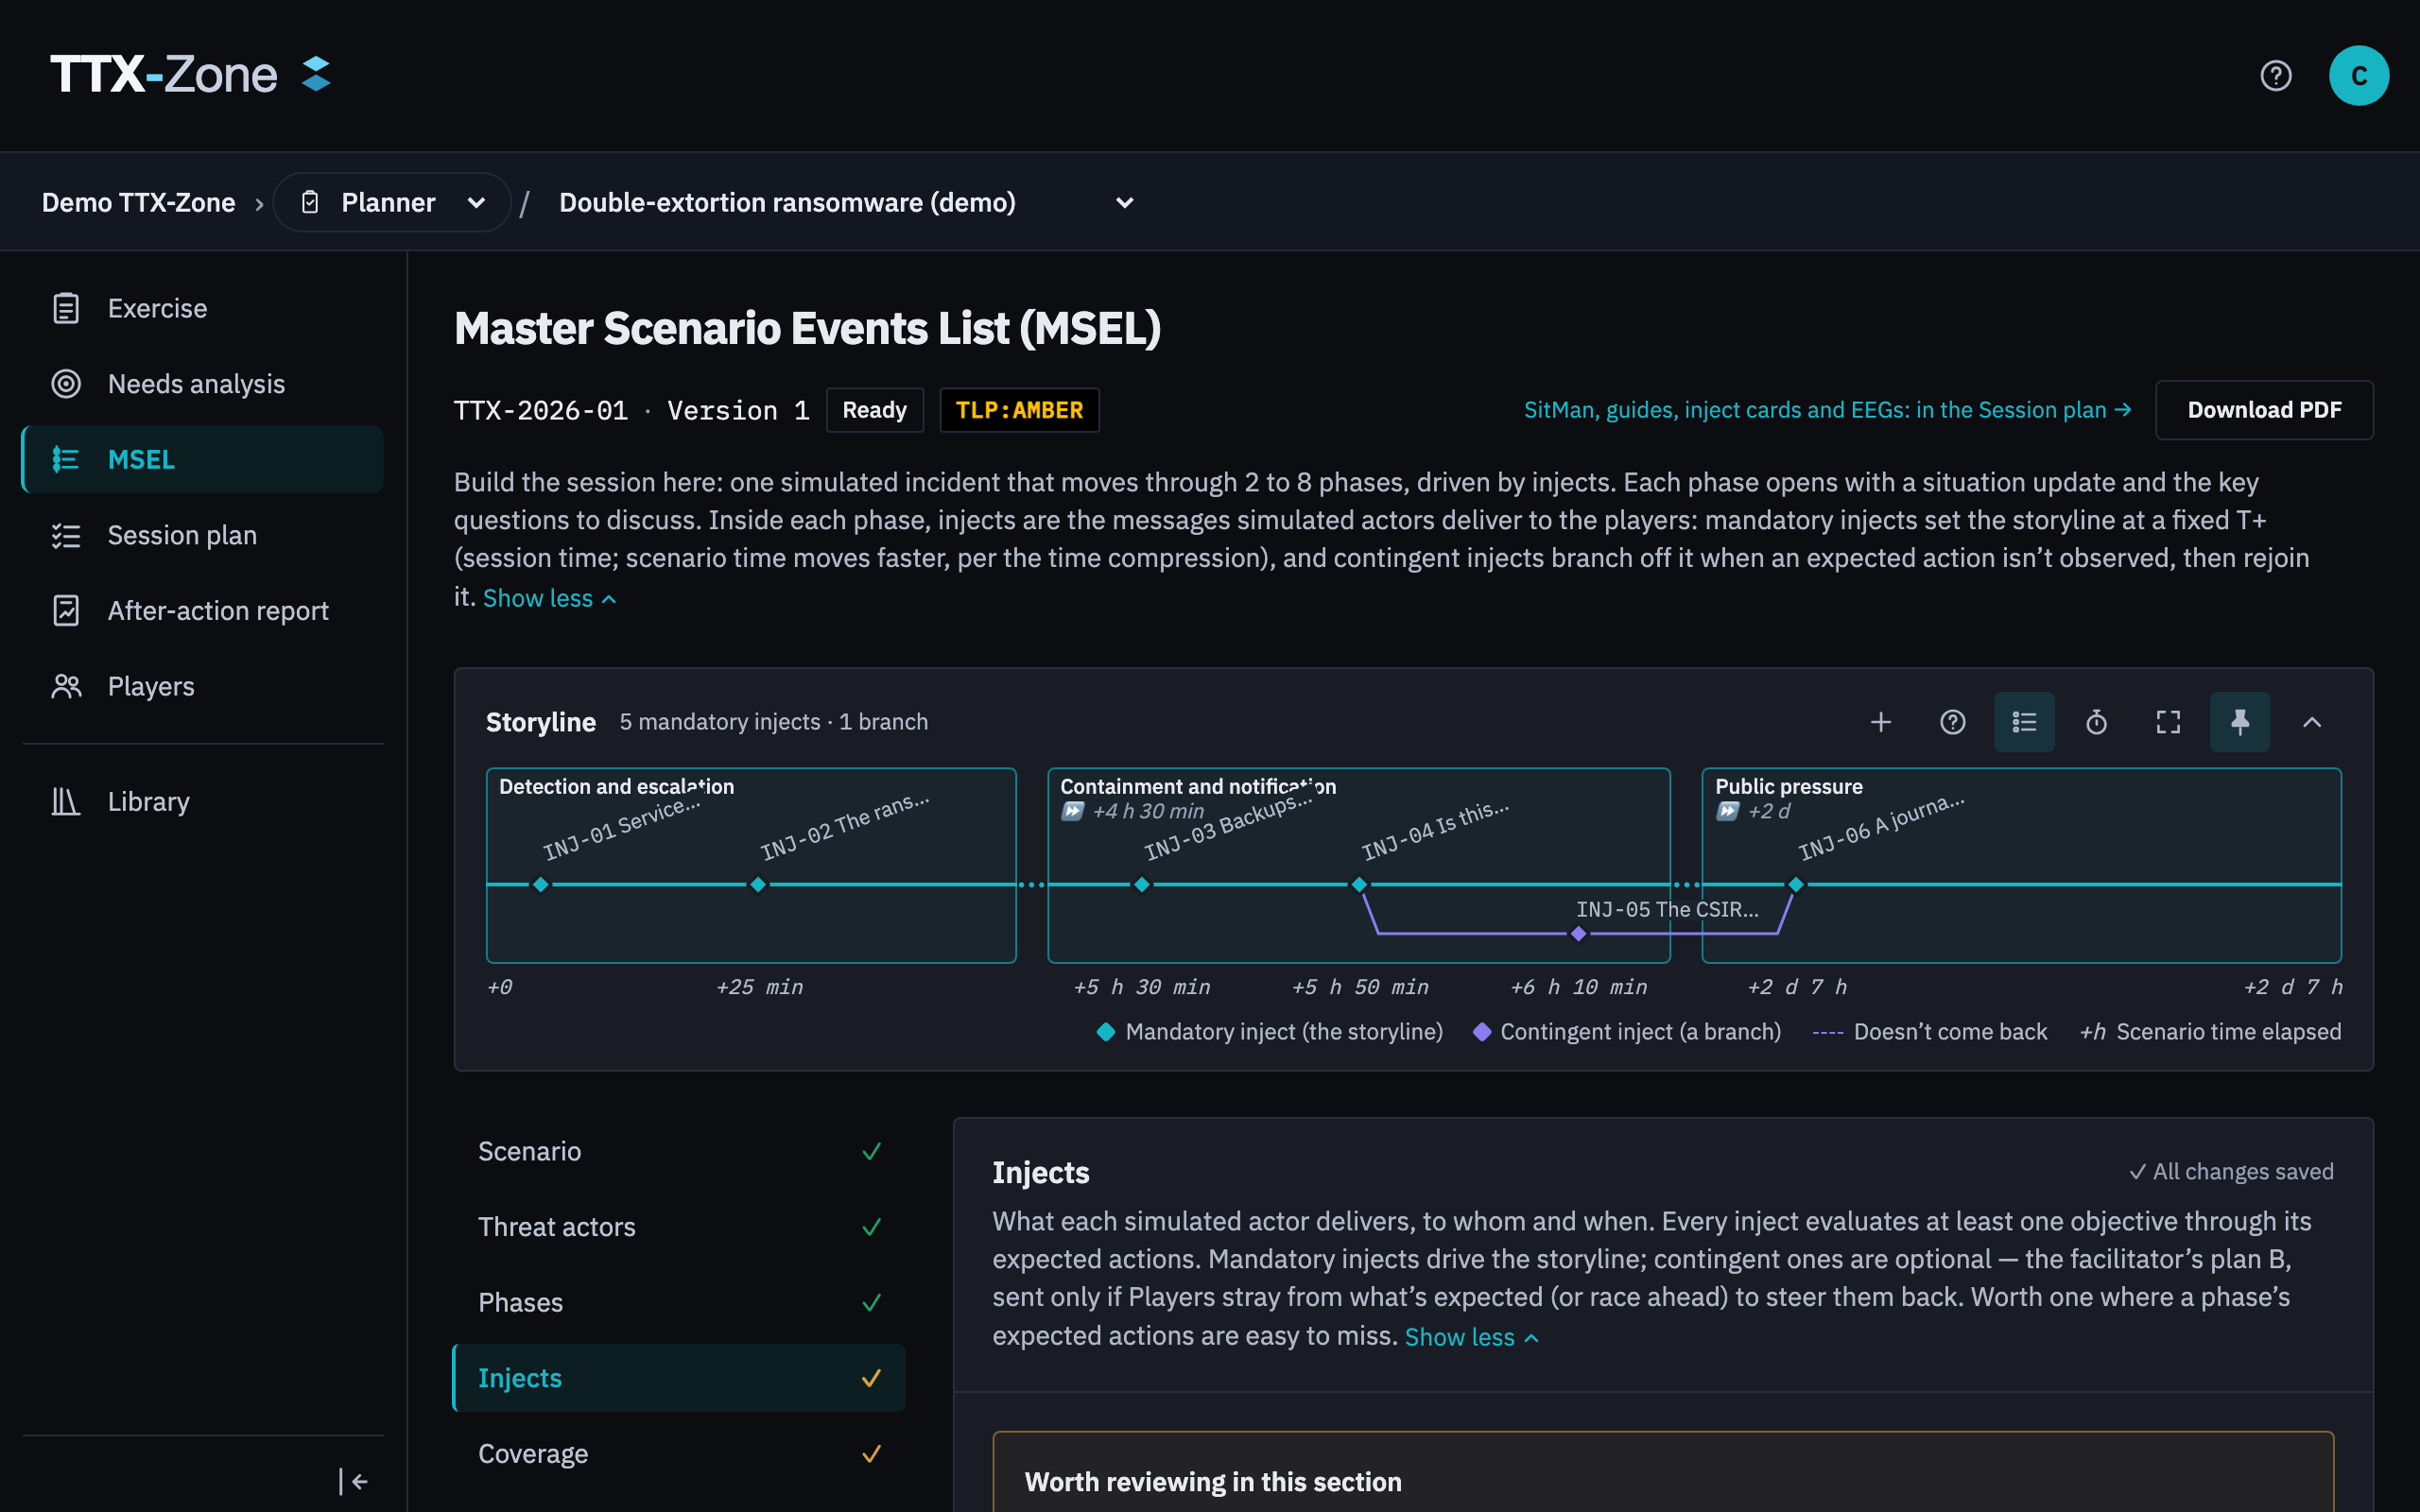 TTX-Zone
C
Demo TTX-Zone › Planner / Double-extortion ransomware (demo)
Exercise
Needs analysis
MSEL
Session plan
After-action report
Players
Library
Master Scenario Events List (MSEL)
TTX-2026-01 · Version 1 Ready TLP:AMBER
SitMan, guides, inject cards and EEGs: in the Session plan → Download PDF
Build the session here: one simulated incident that moves through 2 to 8 phases, driven by injects. Each phase opens with a situation update and the key
questions to discuss. Inside each phase, injects are the messages simulated actors deliver to the players: mandatory injects set the storyline at a fixed T+
(session time; scenario time moves faster, per the time compression), and contingent injects branch off it when an expected action isn’t observed, then rejoin
it. Show less
Storyline 5 mandatory injects · 1 branch
Detection and escalation
INJ-01 Service…
INJ-02 The rans…
Containment and notification
+4 h 30 min
INJ-03 Backups…
INJ-04 Is this…
Public pressure
+2 d
INJ-06 A journa…
INJ-05 The CSIR…
+0 +25 min +5 h 30 min +5 h 50 min +6 h 10 min +2 d 7 h +2 d 7 h
Mandatory inject (the storyline) Contingent inject (a branch) Doesn’t come back +h Scenario time elapsed
Scenario
Threat actors
Phases
Injects
Coverage
Injects
✓ All changes saved
What each simulated actor delivers, to whom and when. Every inject evaluates at least one objective through its
expected actions. Mandatory injects drive the storyline; contingent ones are optional — the facilitator’s plan B,
sent only if Players stray from what’s expected (or race ahead) to steer them back. Worth one where a phase’s
expected actions are easy to miss. Show less
Worth reviewing in this section